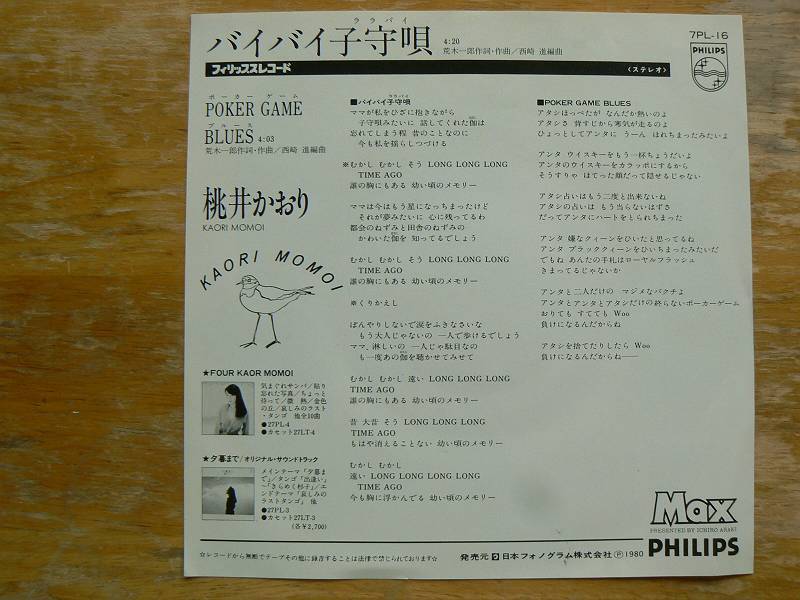 ララバイ
バイバイ子守唄 4:20
荒木一郎作詞・作曲／西崎 進編曲
7PL-16
PHILIPS
フィリップスレコード
〈ステレオ〉
ポーカー ゲーム
POKER GAME
ブルース
BLUES 4:03
荒木一郎作詞・作曲／西崎 進編曲
桃井かおり
KAORI MOMOI
KAORI MOMOI
★FOUR KAOR MOMOI
気まぐれサンバ／貼り
忘れた写真／ちょっと
待って／微 熱／金色
の丘／哀しみのラスト・
タンゴ 他全10曲
●27PL-4
●カセット27LT-4
★夕暮まで／オリジナル・サウンドトラック
メインテーマ「夕暮ま
で」／タンゴ「出逢い」
〜「きらめく杉子」／エ
ンドテーマ「哀しみの
ラストタンゴ」 他
●27PL-3
●カセット27LT-3
(各¥2,700)
ララバイ
■バイバイ子守唄
ママが私をひざに抱きながら
子守唄みたいに 話してくれた伽は
忘れてしまう程 昔のことなのに
今も私を揺らしつづける
※むかし むかし そう LONG LONG LONG
TIME AGO
誰の胸にもある 幼い頃のメモリー
ママは今はもう星になっちまったけど
それが夢みたいに 心に残ってるわ
都会のねずみと田舎のねずみの
かわいた伽を 知ってるでしょう
むかし むかし そう LONG LONG LONG
TIME AGO
誰の胸にもある 幼い頃のメモリー
※くりかえし
ぼんやりしないで涙をふきなさいな
もう大人じゃないの 一人で歩けるでしょう
ママ、淋しいの 一人じゃ駄目なの
も一度あの伽を聴かせてみせて
むかし むかし 遠い LONG LONG LONG
TIME AGO
誰の胸にもある 幼い頃のメモリー
昔 大昔 そう LONG LONG LONG
TIME AGO
もはや消えることない 幼い頃のメモリー
むかし むかし
遠い LONG LONG LONG LONG
TIME AGO
今も胸に浮かんでる 幼い頃のメモリー
■POKER GAME BLUES
アタシほっぺたが なんだか熱いのよ
アタシさ 背すじから寒気が走るのよ
ひょっとしてアンタに うーん ほれちまったみたいよ
アンタ ウイスキーをもう一杯ちょうだいよ
アンタのウイスキーをカラッポにするから
そうすりゃ ほてった顔だって隠せるじゃない
アタシ占いはもう二度と出来ないね
アタシの占いは もう当らないはずさ
だってアンタにハートをとられちまった
アンタ 嫌なクィーンをひいたと思ってるね
アンタ ブラッククィーンをひいちまったみたいだ
でもね あんたの手札はローヤルフラッシュ
きまってるじゃないか
アンタと二人だけの マジメなバクチよ
アンタとアンタとアタシだけの終らないポーカーゲーム
おりても すてても Woo
負けになるんだからね
アタシを捨てたりしたら Woo
負けになるんだからね――
Max
PRESENTED BY ICHIRO ARAKI
PHILIPS
☆レコードから無断でテープその他に録音することは法律で禁じられております☆
発売元 日本フォノグラム株式会社 Ⓟ1980